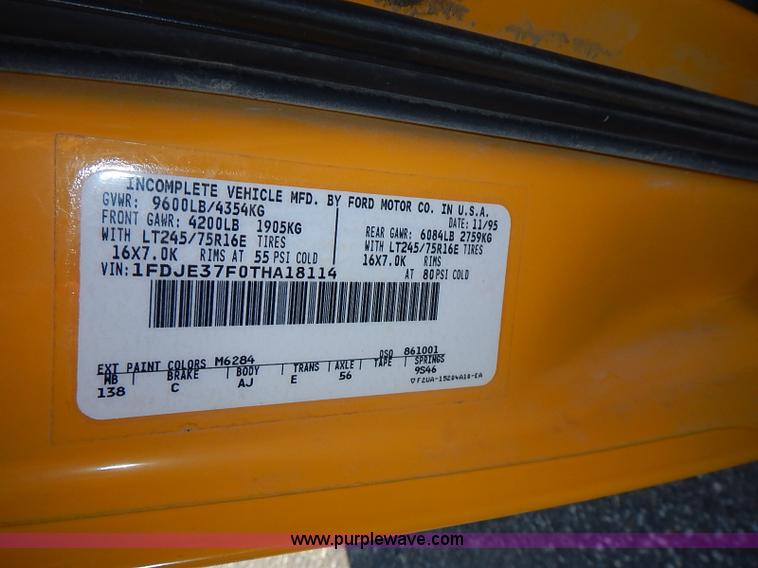 INCOMPLETE VEHICLE MFD. BY FORD MOTOR CO. IN U.S.A.
GVWR: 9600LB/4354KG
DATE: 11/95
FRONT GAWR: 4200LB 1905KG
REAR GAWR: 6084LB 2759KG
WITH LT245/75R16E TIRES
WITH LT245/75R16E TIRES
16X7.0K RIMS AT 55 PSI COLD
16X7.0K RIMS
AT 80 PSI COLD
VIN: 1FDJE37F0THA18114
EXT PAINT COLORS M6284 DSO 861001
WB BRAKE BODY TRANS AXLE TAPE SPRINGS
138 C AJ E 56 9S46
F2UA-15204A10-EA
www.purplewave.com